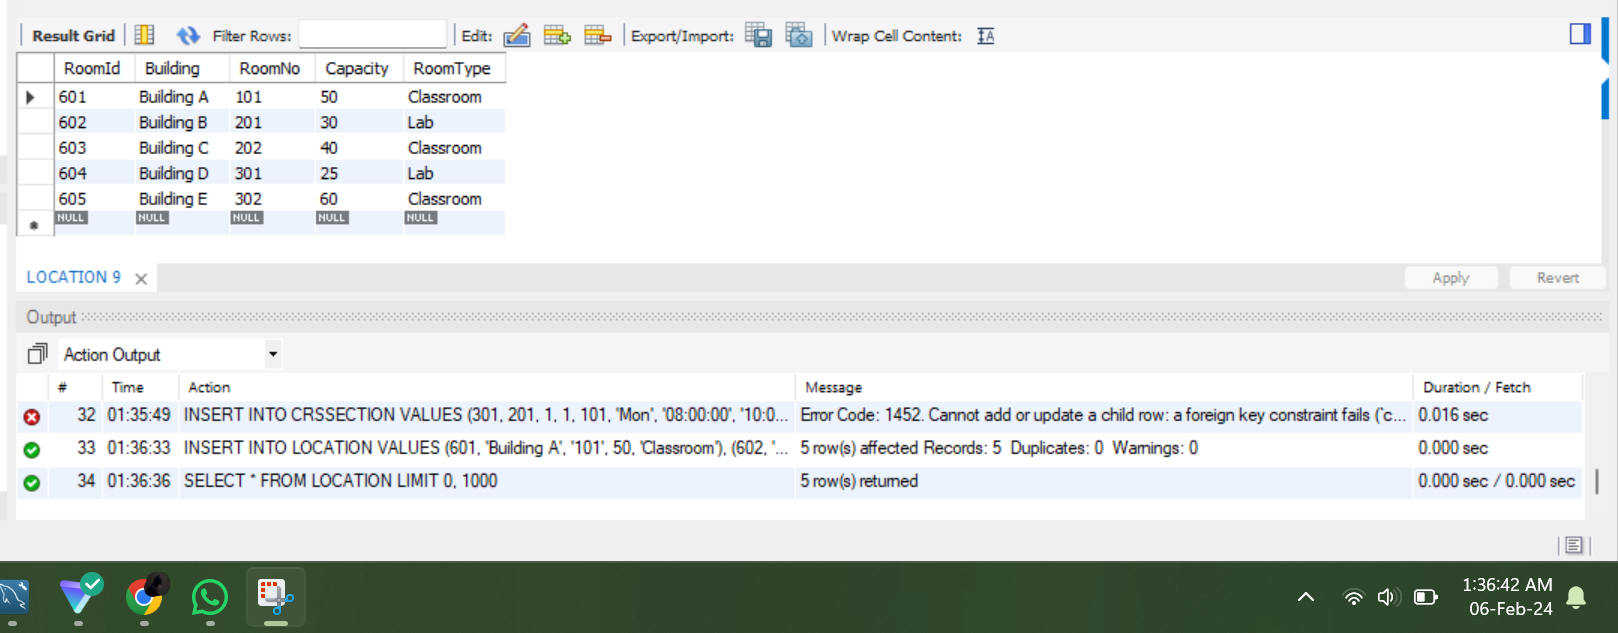 Result Grid Filter Rows: Edit: Export/Import: Wrap Cell Content:
RoomId Building RoomNo Capacity RoomType
601 Building A 101 50 Classroom
602 Building B 201 30 Lab
603 Building C 202 40 Classroom
604 Building D 301 25 Lab
605 Building E 302 60 Classroom
NULL NULL NULL NULL NULL
LOCATION 9 Apply Revert
Output
Action Output
# Time Action Message Duration / Fetch
32 01:35:49 INSERT INTO CRSSECTION VALUES (301, 201, 1, 1, 101, 'Mon', '08:00:00', '10:0... Error Code: 1452. Cannot add or update a child row: a foreign key constraint fails (`c... 0.016 sec
33 01:36:33 INSERT INTO LOCATION VALUES (601, 'Building A', '101', 50, 'Classroom'), (602, '... 5 row(s) affected Records: 5 Duplicates: 0 Warnings: 0 0.000 sec
34 01:36:36 SELECT * FROM LOCATION LIMIT 0, 1000 5 row(s) returned 0.000 sec / 0.000 sec
1:36:42 AM
06-Feb-24